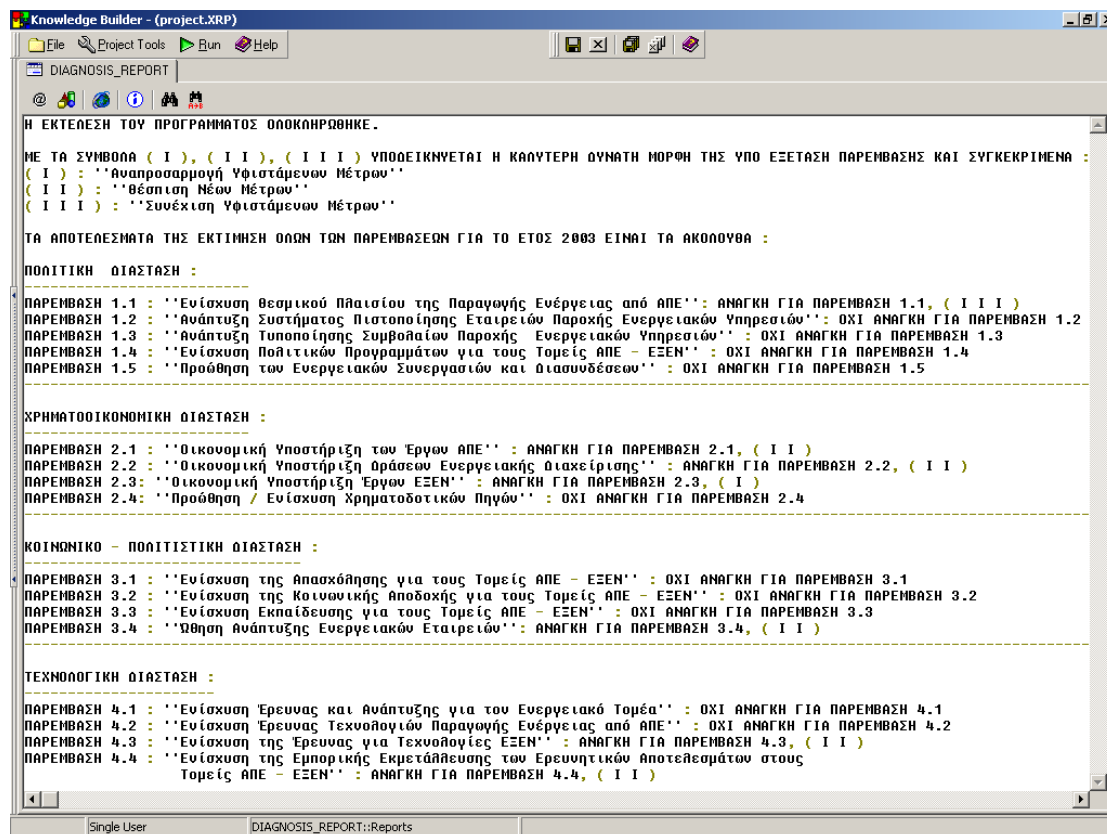 Knowledge Builder - (project.XRP)
File Project Tools Run Help
DIAGNOSIS_REPORT
Η ΕΚΤΕΛΕΣΗ ΤΟΥ ΠΡΟΓΡΑΜΜΑΤΟΣ ΟΛΟΚΛΗΡΩΘΗΚΕ.
ΜΕ ΤΑ ΣΥΜΒΟΛΑ ( Ι ), ( Ι Ι ), ( Ι Ι Ι ) ΥΠΟΔΕΙΚΝΥΕΤΑΙ Η ΚΑΛΥΤΕΡΗ ΔΥΝΑΤΗ ΜΟΡΦΗ ΤΗΣ ΥΠΟ ΕΞΕΤΑΣΗ ΠΑΡΕΜΒΑΣΗΣ ΚΑΙ ΣΥΓΚΕΚΡΙΜΕΝΑ :
( Ι ) : ''Αναπροσαρμογή Υφιστάμενων Μέτρων''
( Ι Ι ) : ''Θέσπιση Νέων Μέτρων''
( Ι Ι Ι ) : ''Συνέχιση Υφιστάμενων Μέτρων''
ΤΑ ΑΠΟΤΕΛΕΣΜΑΤΑ ΤΗΣ ΕΚΤΙΜΗΣΗ ΟΛΩΝ ΤΩΝ ΠΑΡΕΜΒΑΣΕΩΝ ΓΙΑ ΤΟ ΕΤΟΣ 2003 ΕΙΝΑΙ ΤΑ ΑΚΟΛΟΥΘΑ :
ΠΟΛΙΤΙΚΗ ΔΙΑΣΤΑΣΗ :
ΠΑΡΕΜΒΑΣΗ 1.1 : ''Ενίσχυση Θεσμικού Πλαισίου της Παραγωγής Ενέργειας από ΑΠΕ'': ΑΝΑΓΚΗ ΓΙΑ ΠΑΡΕΜΒΑΣΗ 1.1, ( Ι Ι Ι )
ΠΑΡΕΜΒΑΣΗ 1.2 : ''Ανάπτυξη Συστήματος Πιστοποίησης Εταιρειών Παροχής Ενεργειακών Υπηρεσιών'': ΟΧΙ ΑΝΑΓΚΗ ΓΙΑ ΠΑΡΕΜΒΑΣΗ 1.2
ΠΑΡΕΜΒΑΣΗ 1.3 : ''Ανάπτυξη Τυποποίησης Συμβολαίων Παροχής Ενεργειακών Υπηρεσιών'' : ΟΧΙ ΑΝΑΓΚΗ ΓΙΑ ΠΑΡΕΜΒΑΣΗ 1.3
ΠΑΡΕΜΒΑΣΗ 1.4 : ''Ενίσχυση Πολιτικών Προγραμμάτων για τους Τομείς ΑΠΕ - ΕΞΕΝ'' : ΟΧΙ ΑΝΑΓΚΗ ΓΙΑ ΠΑΡΕΜΒΑΣΗ 1.4
ΠΑΡΕΜΒΑΣΗ 1.5 : ''Προώθηση των Ενεργειακών Συνεργασιών και Διασυνδέσεων'' : ΟΧΙ ΑΝΑΓΚΗ ΓΙΑ ΠΑΡΕΜΒΑΣΗ 1.5
ΧΡΗΜΑΤΟΟΙΚΟΝΟΜΙΚΗ ΔΙΑΣΤΑΣΗ :
ΠΑΡΕΜΒΑΣΗ 2.1 : ''Οικονομική Υποστήριξη των Έργων ΑΠΕ'' : ΑΝΑΓΚΗ ΓΙΑ ΠΑΡΕΜΒΑΣΗ 2.1, ( Ι Ι )
ΠΑΡΕΜΒΑΣΗ 2.2 : ''Οικονομική Υποστήριξη Δράσεων Ενεργειακής Διαχείρισης'' : ΑΝΑΓΚΗ ΓΙΑ ΠΑΡΕΜΒΑΣΗ 2.2, ( Ι Ι )
ΠΑΡΕΜΒΑΣΗ 2.3: ''Οικονομική Υποστήριξη Έργων ΕΞΕΝ'' : ΑΝΑΓΚΗ ΓΙΑ ΠΑΡΕΜΒΑΣΗ 2.3, ( Ι )
ΠΑΡΕΜΒΑΣΗ 2.4: ''Προώθηση / Ενίσχυση Χρηματοδοτικών Πηγών'' : ΟΧΙ ΑΝΑΓΚΗ ΓΙΑ ΠΑΡΕΜΒΑΣΗ 2.4
ΚΟΙΝΩΝΙΚΟ - ΠΟΛΙΤΙΣΤΙΚΗ ΔΙΑΣΤΑΣΗ :
ΠΑΡΕΜΒΑΣΗ 3.1 : ''Ενίσχυση της Απασχόλησης για τους Τομείς ΑΠΕ - ΕΞΕΝ'' : ΟΧΙ ΑΝΑΓΚΗ ΓΙΑ ΠΑΡΕΜΒΑΣΗ 3.1
ΠΑΡΕΜΒΑΣΗ 3.2 : ''Ενίσχυση της Κοινωνικής Αποδοχής για τους Τομείς ΑΠΕ - ΕΞΕΝ'' : ΟΧΙ ΑΝΑΓΚΗ ΓΙΑ ΠΑΡΕΜΒΑΣΗ 3.2
ΠΑΡΕΜΒΑΣΗ 3.3 : ''Ενίσχυση Εκπαίδευσης για τους Τομείς ΑΠΕ - ΕΞΕΝ'' : ΟΧΙ ΑΝΑΓΚΗ ΓΙΑ ΠΑΡΕΜΒΑΣΗ 3.3
ΠΑΡΕΜΒΑΣΗ 3.4 : ''Ώθηση Ανάπτυξης Ενεργειακών Εταιρειών'': ΑΝΑΓΚΗ ΓΙΑ ΠΑΡΕΜΒΑΣΗ 3.4, ( Ι Ι )
ΤΕΧΝΟΛΟΓΙΚΗ ΔΙΑΣΤΑΣΗ :
ΠΑΡΕΜΒΑΣΗ 4.1 : ''Ενίσχυση Έρευνας και Ανάπτυξης για τον Ενεργειακό Τομέα'' : ΟΧΙ ΑΝΑΓΚΗ ΓΙΑ ΠΑΡΕΜΒΑΣΗ 4.1
ΠΑΡΕΜΒΑΣΗ 4.2 : ''Ενίσχυση Έρευνας Τεχνολογιών Παραγωγής Ενέργειας από ΑΠΕ'' : ΟΧΙ ΑΝΑΓΚΗ ΓΙΑ ΠΑΡΕΜΒΑΣΗ 4.2
ΠΑΡΕΜΒΑΣΗ 4.3 : ''Ενίσχυση της Έρευνας για Τεχνολογίες ΕΞΕΝ'' : ΑΝΑΓΚΗ ΓΙΑ ΠΑΡΕΜΒΑΣΗ 4.3, ( Ι Ι )
ΠΑΡΕΜΒΑΣΗ 4.4 : ''Ενίσχυση της Εμπορικής Εκμετάλλευσης των Ερευνητικών Αποτελεσμάτων στους
Τομείς ΑΠΕ - ΕΞΕΝ'' : ΑΝΑΓΚΗ ΓΙΑ ΠΑΡΕΜΒΑΣΗ 4.4, ( Ι Ι )
Single User DIAGNOSIS_REPORT::Reports